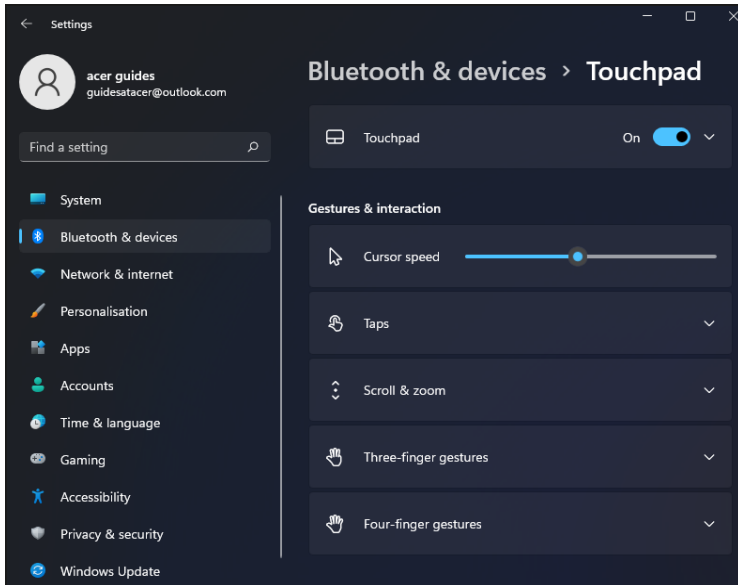 Settings
acer guides
guidesatacer@outlook.com
Find a setting
System
Bluetooth & devices
Network & internet
Personalisation
Apps
Accounts
Time & language
Gaming
Accessibility
Privacy & security
Windows Update
Bluetooth & devices > Touchpad
Touchpad On
Gestures & interaction
Cursor speed
Taps
Scroll & zoom
Three-finger gestures
Four-finger gestures